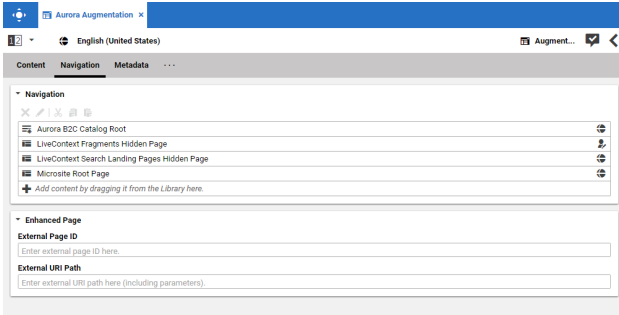 Aurora Augmentation ×
12 English (United States) Augment...
Content Navigation Metadata ...
Navigation
Aurora B2C Catalog Root
LiveContext Fragments Hidden Page
LiveContext Search Landing Pages Hidden Page
Microsite Root Page
Add content by dragging it from the Library here.
Enhanced Page
External Page ID
Enter external page ID here.
External URI Path
Enter external URI path here (including parameters).